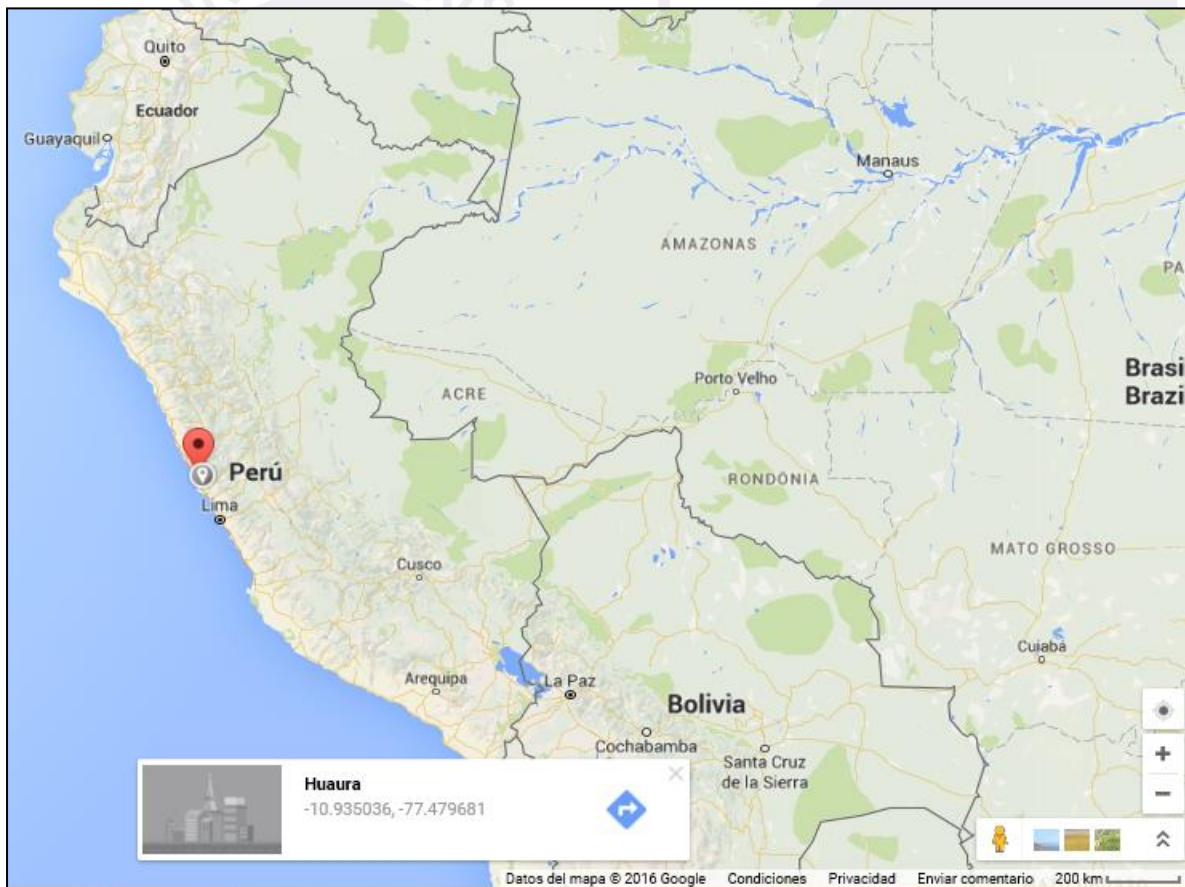 Quito
Ecuador
Guayaquil
Manaus
AMAZONAS
PA
Brasi
Brazi
Porto Velho
ACRE
RONDÔNIA
Perú
Lima
MATO GROSSO
Cusco
Cuiabá
Arequipa
La Paz
Bolivia
Cochabamba
Santa Cruz
de la Sierra
Huaura
-10.935036, -77.479681
Datos del mapa © 2016 Google Condiciones Privacidad Enviar comentario 200 km